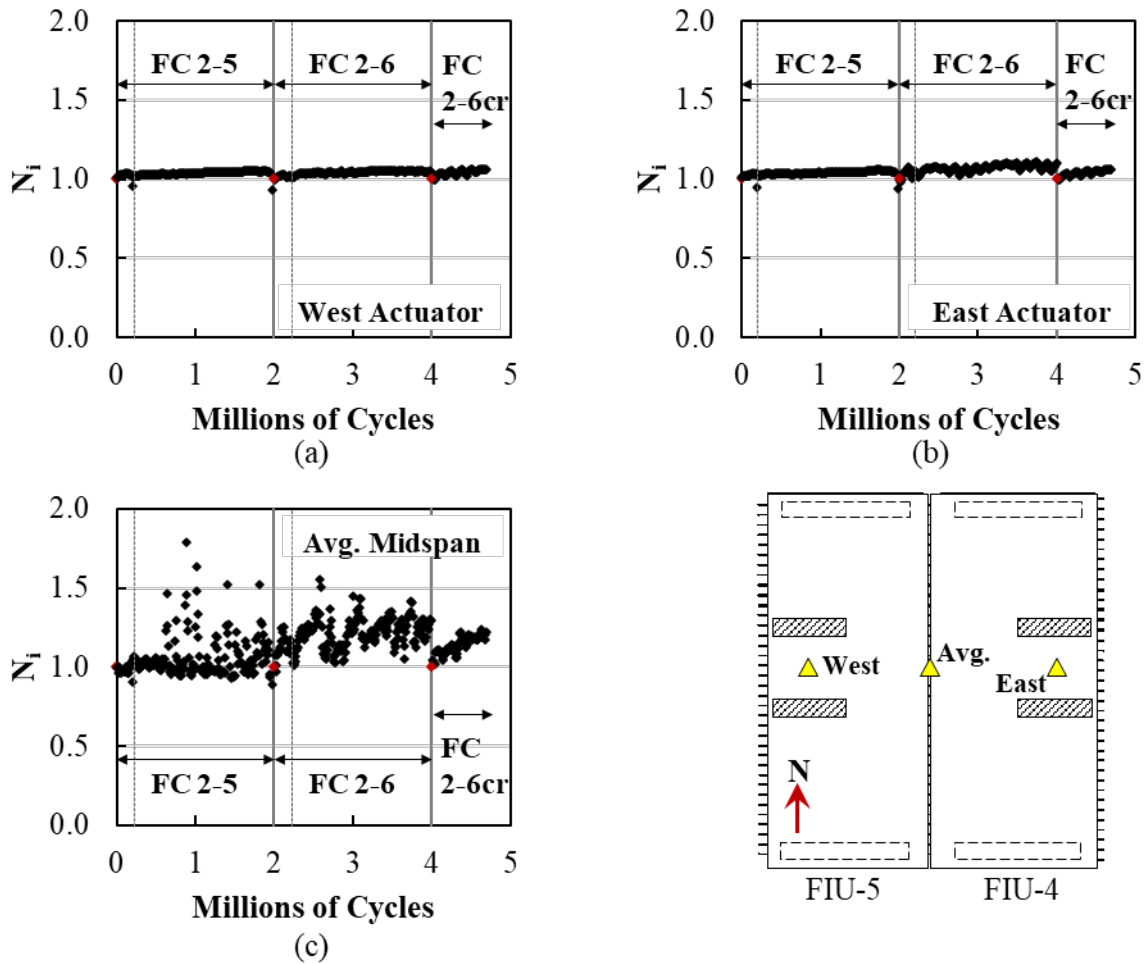 2.0
FC 2-5
FC 2-6
FC
2-6cr
1.5
Ni
1.0
0.5
West Actuator
0.0
0 1 2 3 4 5
Millions of Cycles
(a)
2.0
FC 2-5
FC 2-6
FC
2-6cr
1.5
Ni
1.0
0.5
East Actuator
0.0
0 1 2 3 4 5
Millions of Cycles
(b)
2.0
Avg. Midspan
1.5
Ni
1.0
0.5
FC 2-5
FC 2-6
FC
2-6cr
0.0
0 1 2 3 4 5
Millions of Cycles
(c)
West
Avg.
East
N
FIU-5
FIU-4